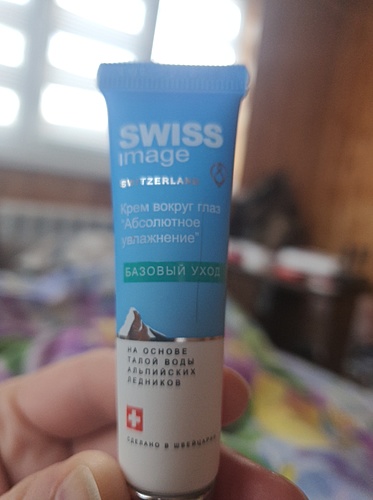 SWISS
image
SWITZERLAND
Крем вокруг глаз
"Абсолютное
увлажнение"
БАЗОВЫЙ УХОД
НА ОСНОВЕ
ТАЛОЙ ВОДЫ
АЛЬПИЙСКИХ
ЛЕДНИКОВ
СДЕЛАНО В ШВЕЙЦАРИИ